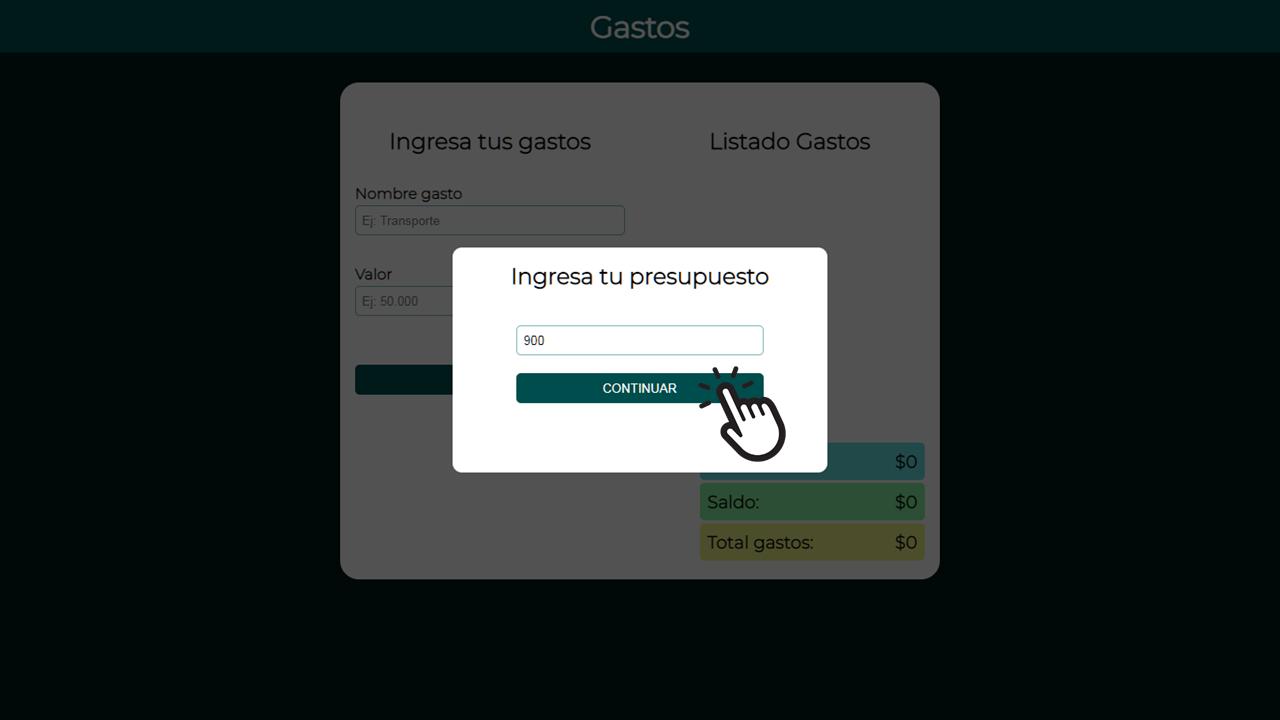 Gastos
Ingresa tus gastos
Nombre gasto
Ej: Transporte
Valor
Ej: 50.000
Listado Gastos
Ingresa tu presupuesto
900
CONTINUAR
$0
Saldo: $0
Total gastos: $0